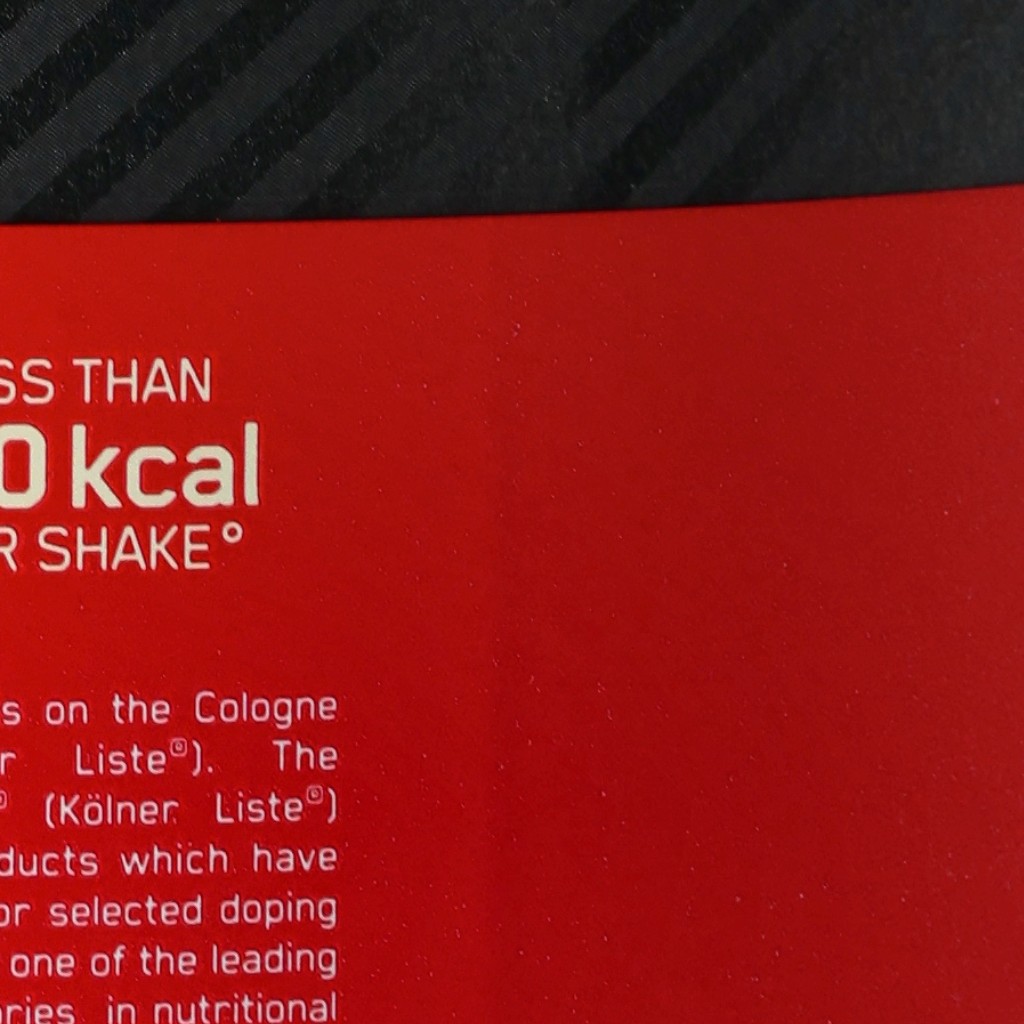 SS THAN
0 kcal
R SHAKE°
s on the Cologne
r Liste®). The
® (Kölner Liste®)
ducts which have
or selected doping
one of the leading
ories in nutritional